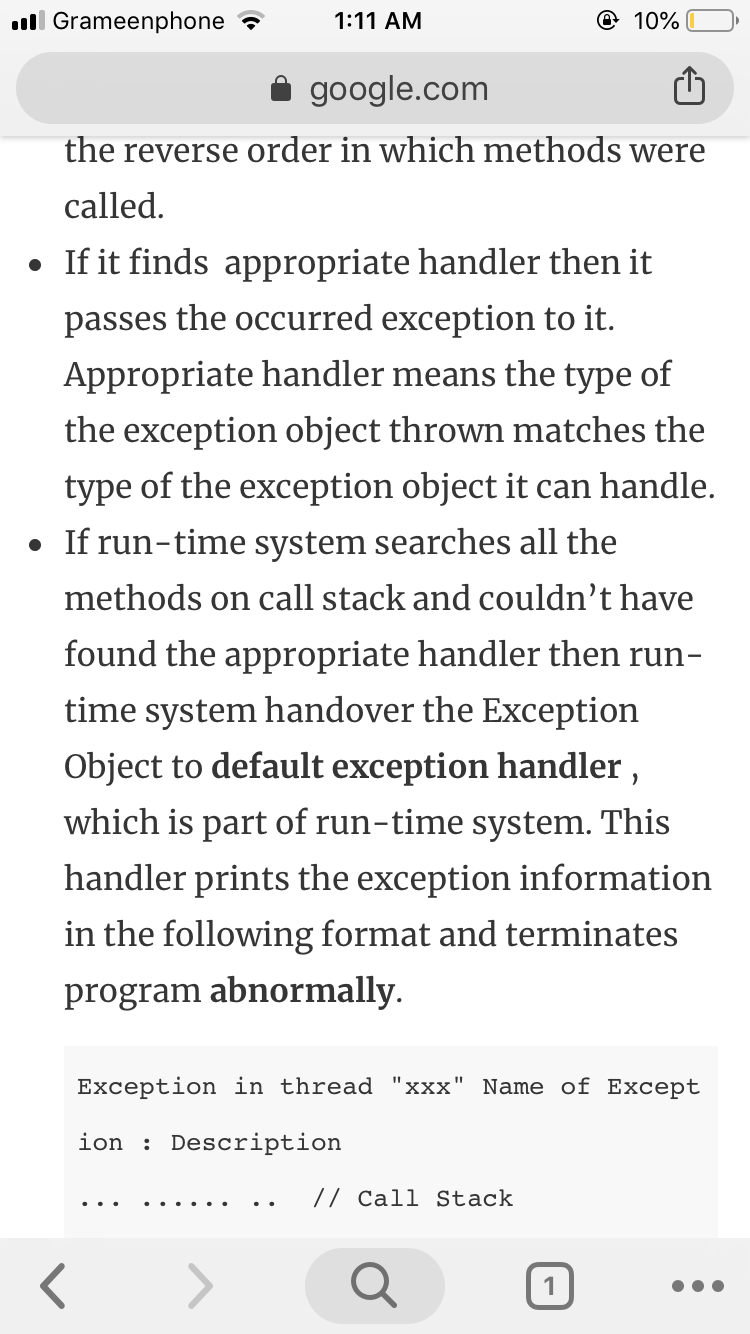 Grameenphone 1:11 AM 10%
google.com
the reverse order in which methods were
called.
• If it finds  appropriate handler then it
passes the occurred exception to it.
Appropriate handler means the type of
the exception object thrown matches the
type of the exception object it can handle.
• If run-time system searches all the
methods on call stack and couldn’t have
found the appropriate handler then run-
time system handover the Exception
Object to default exception handler ,
which is part of run-time system. This
handler prints the exception information
in the following format and terminates
program abnormally.
Exception in thread "xxx" Name of Except
ion : Description
... ...... ..  // Call Stack
1